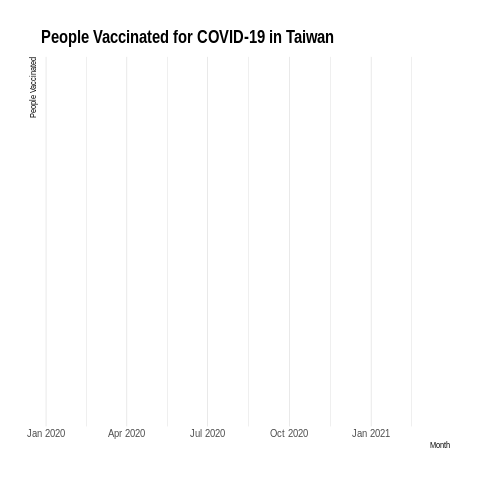 People Vaccinated for COVID-19 in Taiwan
People Vaccinated
Jan 2020
Apr 2020
Jul 2020
Oct 2020
Jan 2021
Month